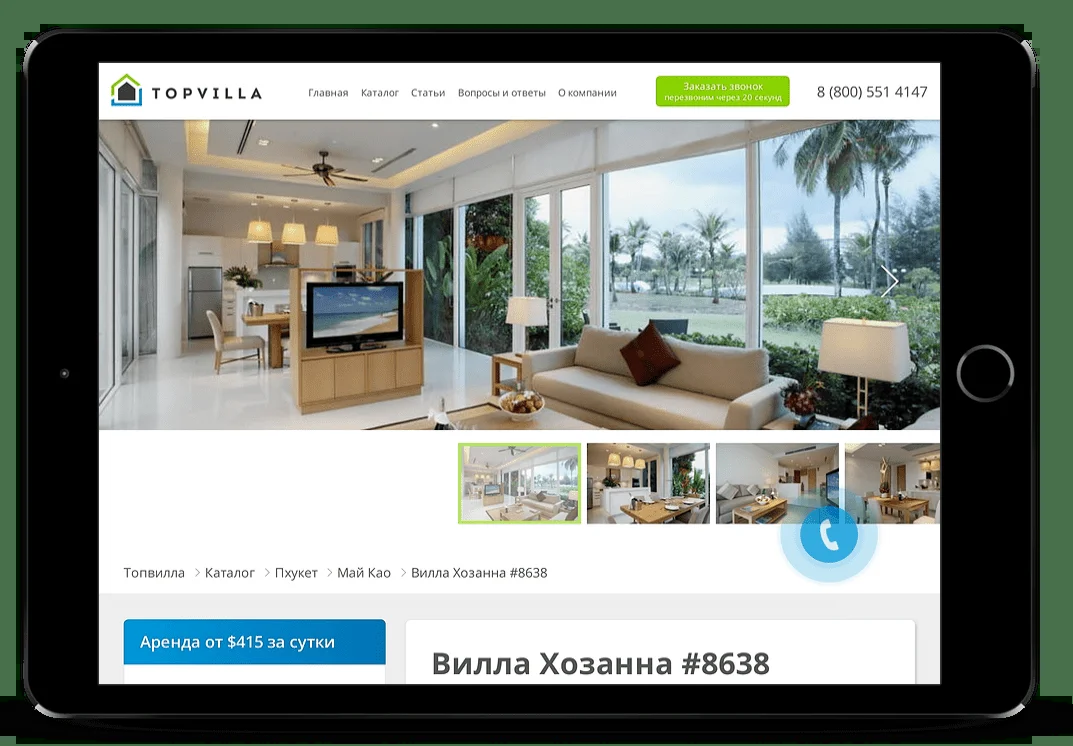 TOPVILLA
Главная Каталог Статьи Вопросы и ответы О компании
Заказать звонок
перезвоним через 20 секунд
8 (800) 551 4147
Топвилла > Каталог > Пхукет > Май Као > Вилла Хозанна #8638
Аренда от $415 за сутки
Вилла Хозанна #8638